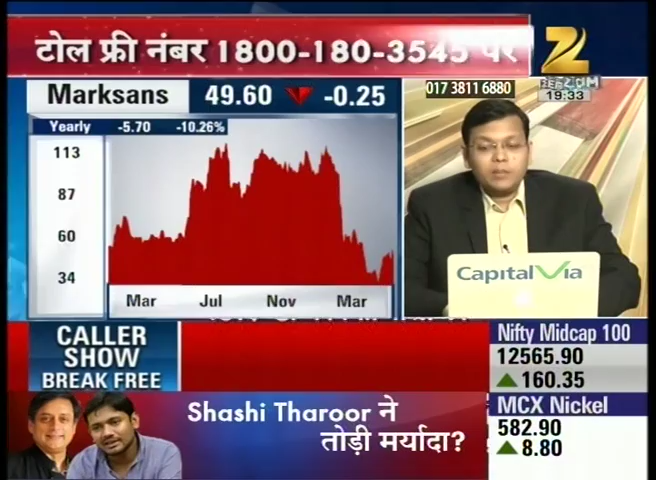 टोल फ्री नंबर 1800-180-3545 पर
Z
19:33
Marksans 49.60 -0.25
017 3811 6880
Yearly -5.70 -10.26%
113
87
60
34
Mar Jul Nov Mar
CapitalVia
CALLER
SHOW
BREAK FREE
Nifty Midcap 100
12565.90
160.35
MCX Nickel
582.90
8.80
Shashi Tharoor ने
तोड़ी मर्यादा?